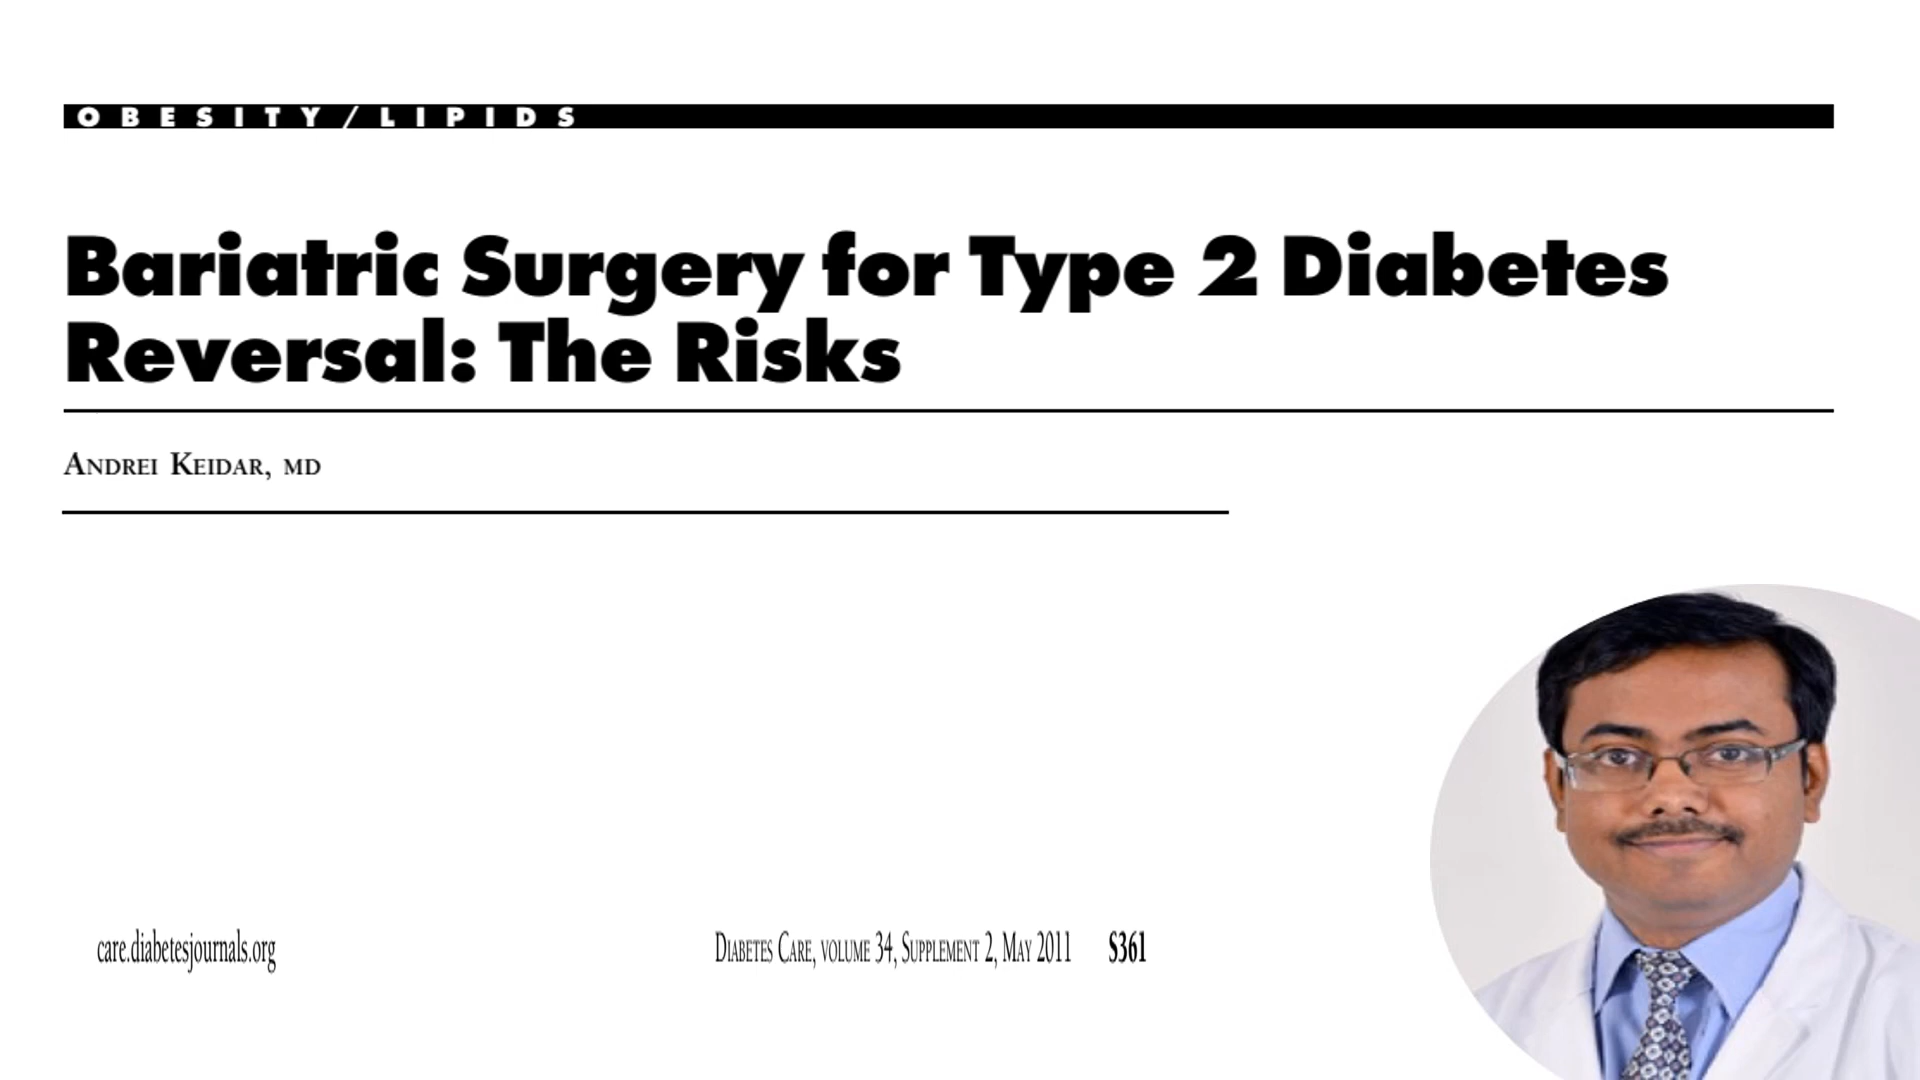 OBESITY/LIPIDS
Bariatric Surgery for Type 2 Diabetes
Reversal: The Risks
ANDREI KEIDAR, MD
care.diabetesjournals.org
DIABETES CARE, VOLUME 34, SUPPLEMENT 2, MAY 2011 S361